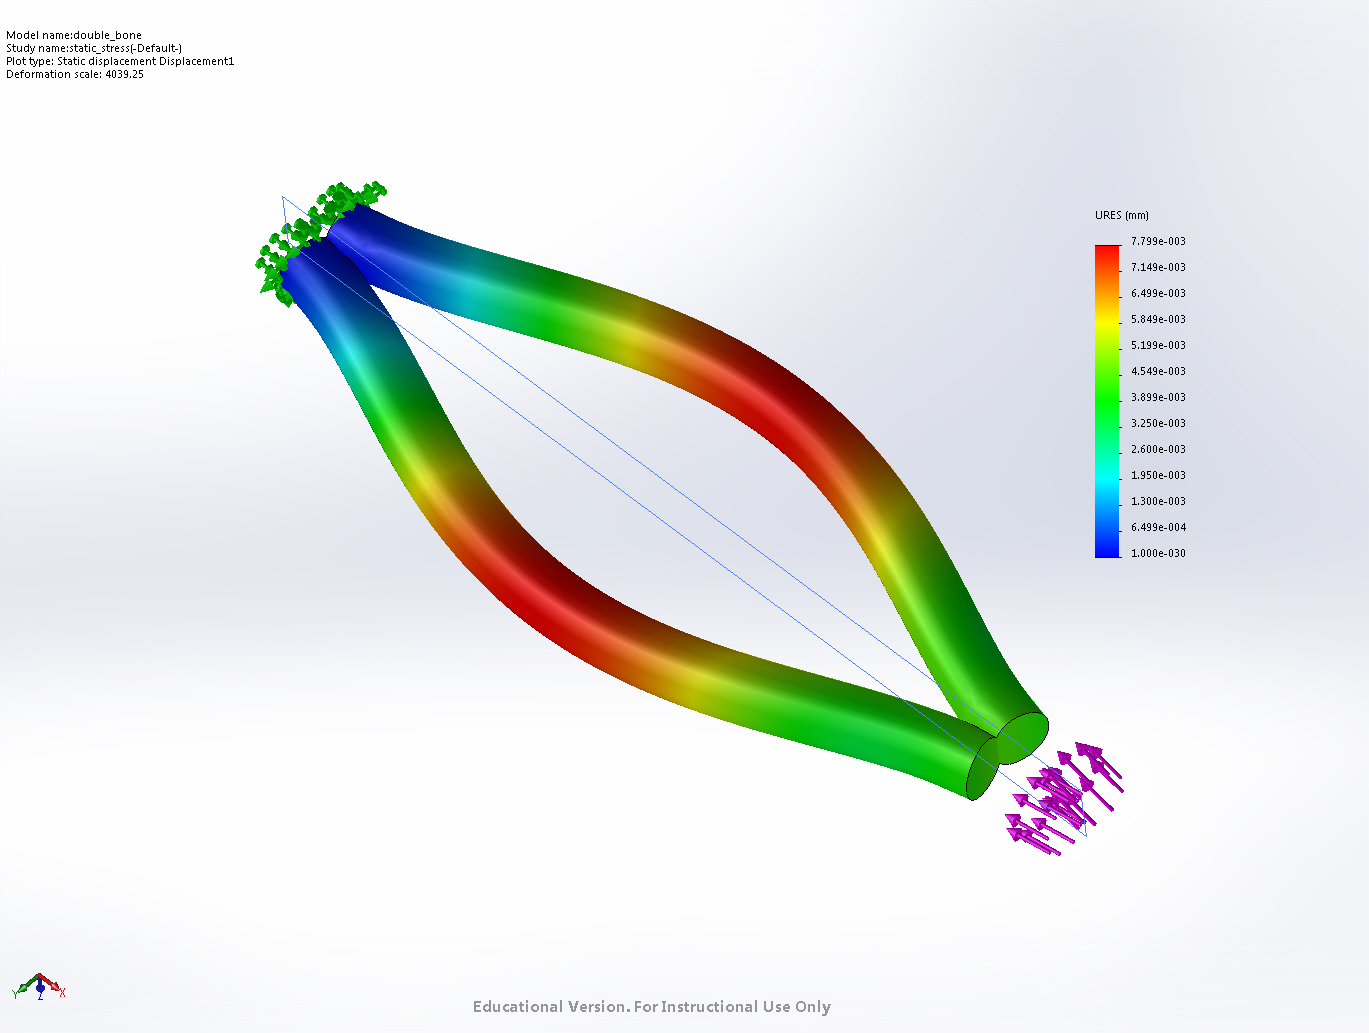 Model name:double_bone
Study name:static_stress(-Default-)
Plot type: Static displacement Displacement1
Deformation scale: 4039.25
URES (mm)
7.799e-003
7.149e-003
6.499e-003
5.849e-003
5.199e-003
4.549e-003
3.899e-003
3.250e-003
2.600e-003
1.950e-003
1.300e-003
6.499e-004
1.000e-030
Y
Z
X
Educational Version. For Instructional Use Only